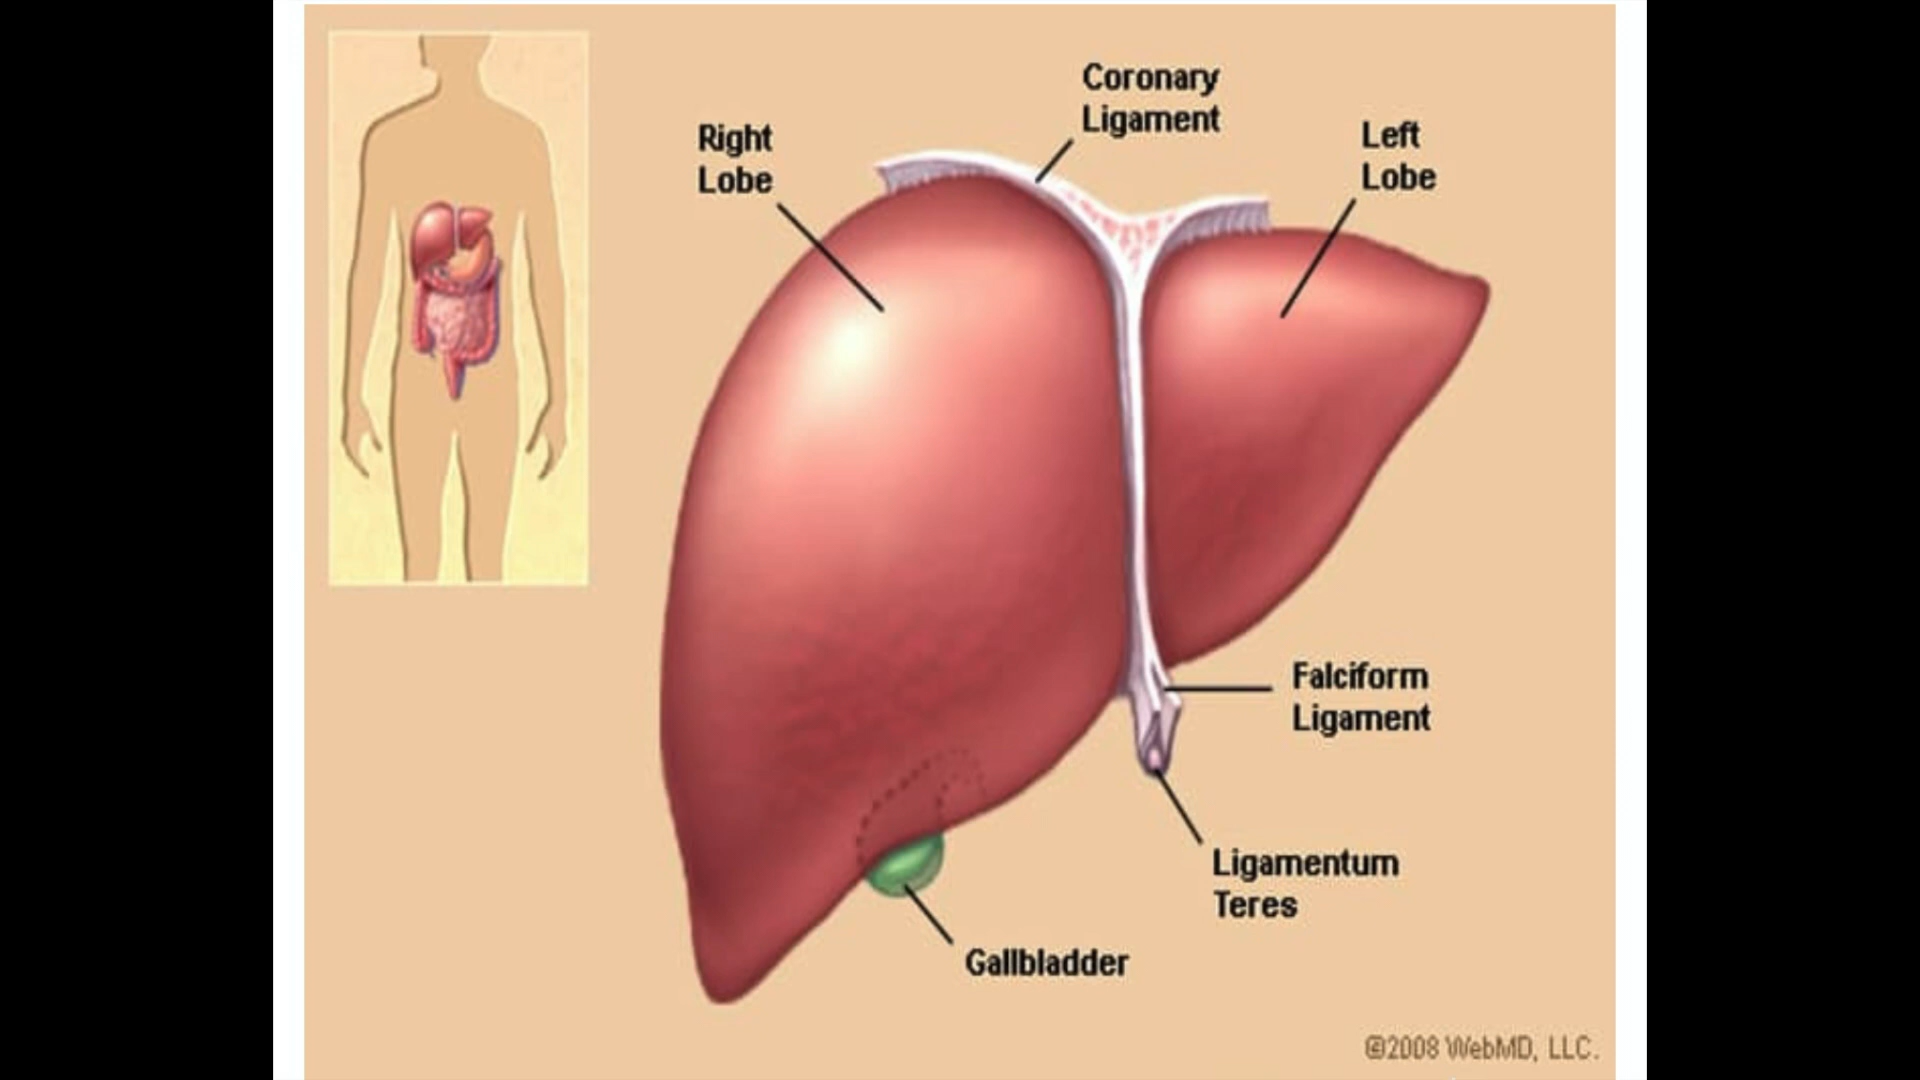 Coronary
Ligament
Right
Lobe
Left
Lobe
Falciform
Ligament
Ligamentum
Teres
Gallbladder
©2008 WebMD, LLC.